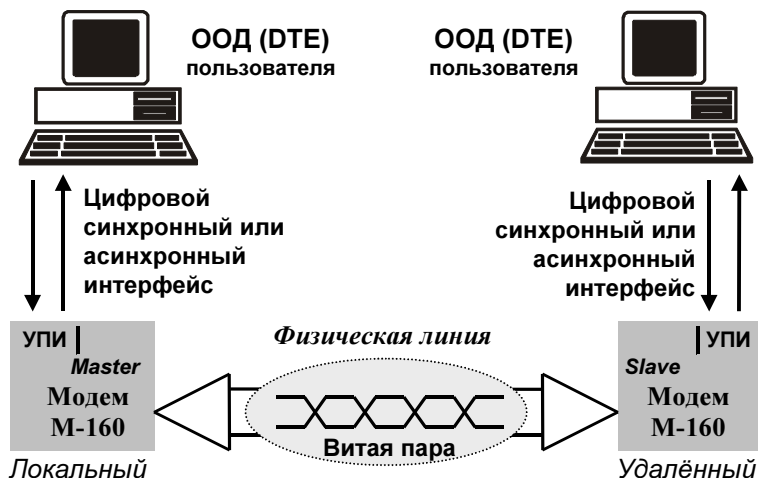 ООД (DTE)
пользователя
ООД (DTE)
пользователя
Цифровой
синхронный или
асинхронный
интерфейс
Цифровой
синхронный или
асинхронный
интерфейс
УПИ
Master
Модем
М-160
Локальный
Физическая линия
Витая пара
УПИ
Slave
Модем
М-160
Удалённый